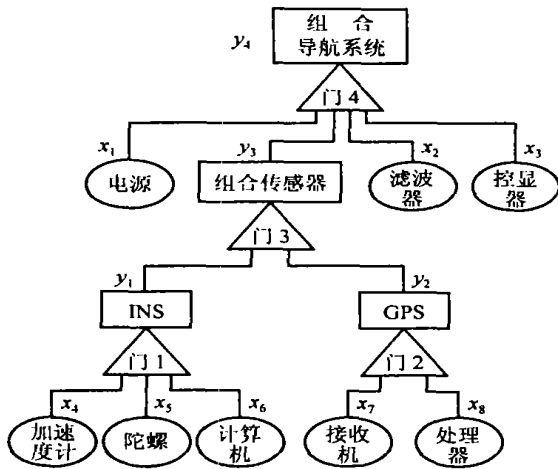 组 合
导航系统
y₄
门 4
x₁
y₃
x₂
x₃
电源
组合传感器
滤波
器
控显
器
门 3
y₁
y₂
INS
GPS
门 1
门 2
x₄
x₅
x₆
x₇
x₈
加速
度计
陀螺
计算
机
接收
机
处理
器